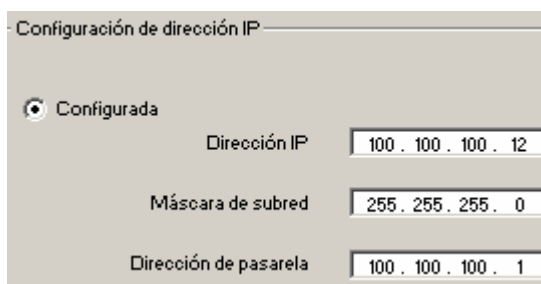 Configuración de dirección IP
Configurada
Dirección IP 100 . 100 . 100 . 12
Máscara de subred 255 . 255 . 255 . 0
Dirección de pasarela 100 . 100 . 100 . 1